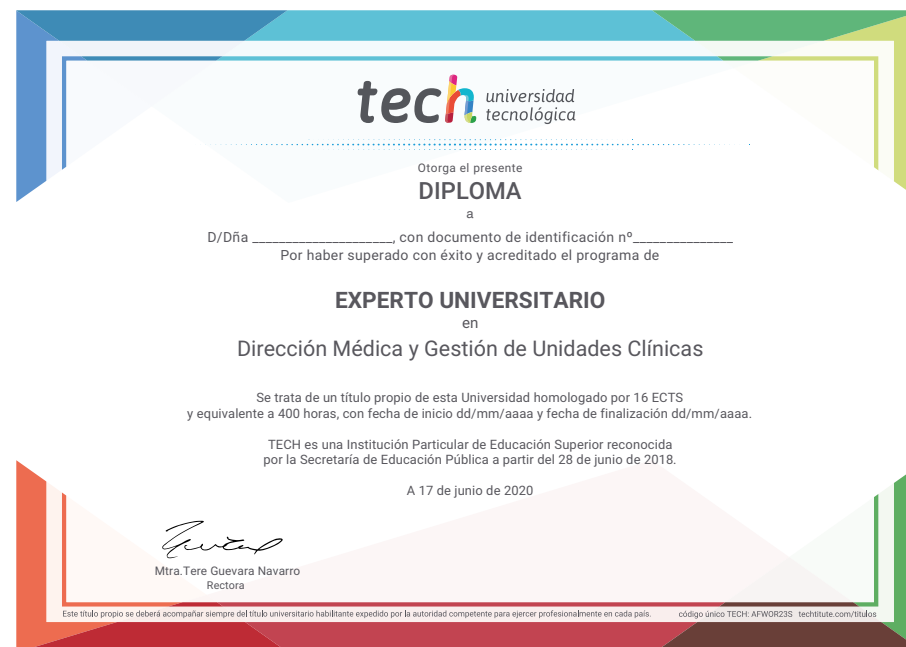 tech universidad
tecnológica
Otorga el presente
DIPLOMA
a
D/Dña _____________________, con documento de identificación nº_______________
Por haber superado con éxito y acreditado el programa de
EXPERTO UNIVERSITARIO
en
Dirección Médica y Gestión de Unidades Clínicas
Se trata de un título propio de esta Universidad homologado por 16 ECTS
y equivalente a 400 horas, con fecha de inicio dd/mm/aaaa y fecha de finalización dd/mm/aaaa.
TECH es una Institución Particular de Educación Superior reconocida
por la Secretaría de Educación Pública a partir del 28 de junio de 2018.
A 17 de junio de 2020
Mtra.Tere Guevara Navarro
Rectora
Este título propio se deberá acompañar siempre del título universitario habilitante expedido por la autoridad competente para ejercer profesionalmente en cada país. código único TECH: AFWOR23S techtitute.com/titulos